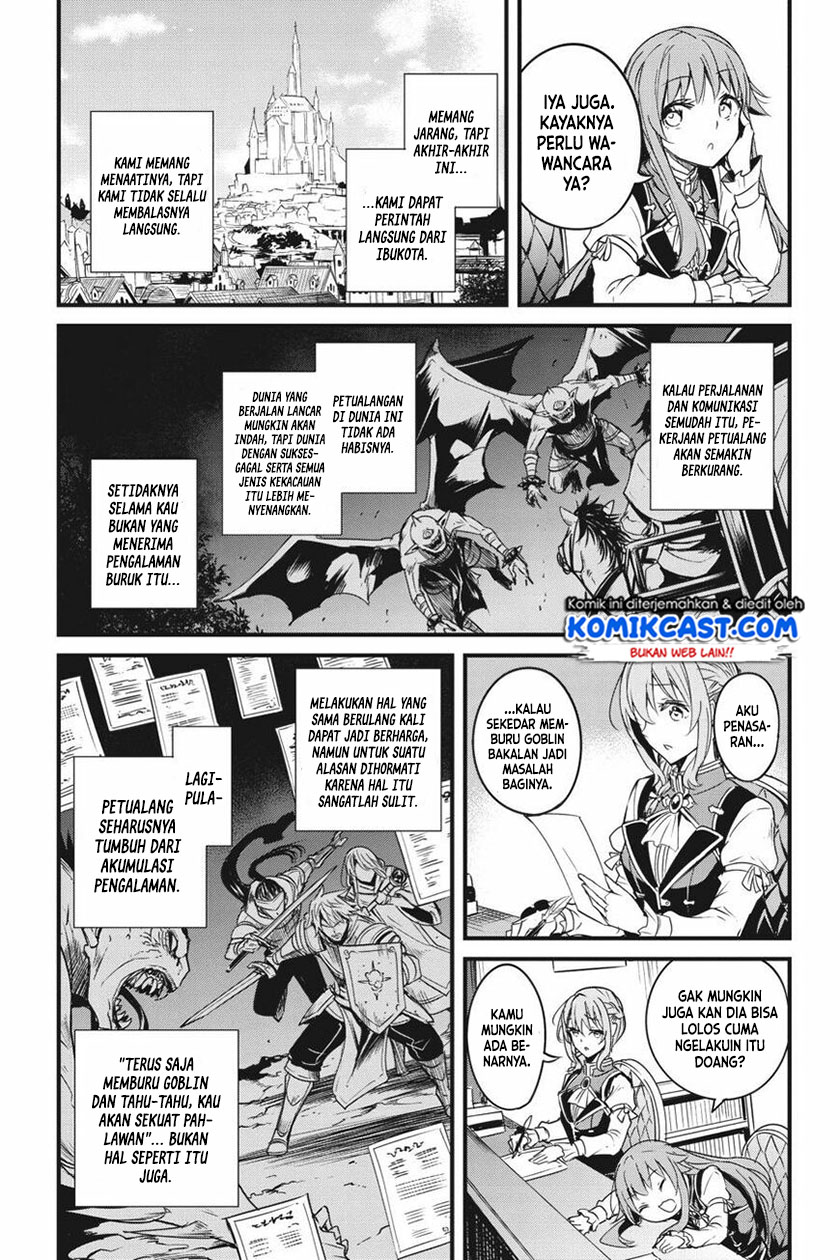 IYA JUGA.
KAYAKNYA
PERLU WA-
WANCARA
YA?
MEMANG
JARANG, TAPI
AKHIR-AKHIR
INI...
...KAMI DAPAT
PERINTAH
LANGSUNG DARI
IBUKOTA.
KAMI MEMANG
MENAATINYA, TAPI
KAMI TIDAK SELALU
MEMBALASNYA
LANGSUNG.
KALAU PERJALANAN
DAN KOMUNIKASI
SEMUDAH ITU, PE-
KERJAAN PETUALANG
AKAN SEMAKIN
BERKURANG.
PETUALANGAN
DI DUNIA INI
TIDAK ADA
HABISNYA.
DUNIA YANG
BERJALAN LANCAR
MUNGKIN AKAN
INDAH, TAPI DUNIA
DENGAN SUKSES-
GAGAL SERTA SEMUA
JENIS KEKACAUAN
ITU LEBIH ME-
NYENANGKAN.
SETIDAKNYA
SELAMA KAU
BUKAN YANG
MENERIMA
PENGALAMAN
BURUK ITU...
Komik ini diterjemahkan & diedit oleh
KOMIKCAST.COM
BUKAN WEB LAIN!!
AKU
PENASA-
RAN...
...KALAU
SEKEDAR MEM-
BURU GOBLIN
BAKALAN JADI
MASALAH
BAGINYA.
GAK MUNGKIN
JUGA KAN DIA BISA
LOLOS CUMA
NGELAKUIN ITU
DOANG?
KAMU
MUNGKIN
ADA BE-
NARNYA.
MELAKUKAN HAL YANG
SAMA BERULANG KALI
DAPAT JADI BERHARGA,
NAMUN UNTUK SUATU
ALASAN DIHORMATI
KARENA HAL ITU
SANGATLAH SULIT.
LAGI-
PULA-
PETUALANG
SEHARUSNYA
TUMBUH DARI
AKUMULASI
PENGALAMAN.
"TERUS SAJA
MEMBURU GOBLIN
DAN TAHU-TAHU, KAU
AKAN SEKUAT PAH-
LAWAN"... BUKAN
HAL SEPERTI ITU
JUGA.